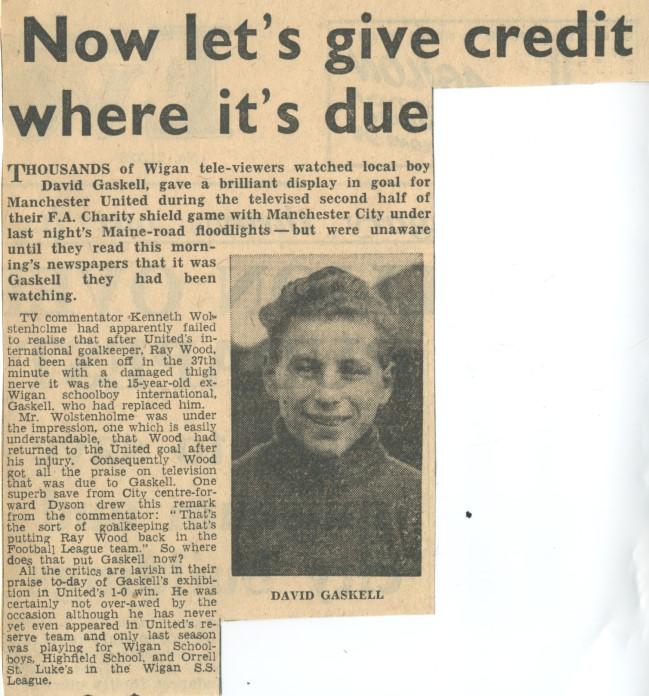 Now let's give credit
where it's due
THOUSANDS of Wigan tele-viewers watched local boy
David Gaskell, gave a brilliant display in goal for
Manchester United during the televised second half of
their F.A. Charity shield game with Manchester City under
last night's Maine-road floodlights — but were unaware
until they read this morn-
ing's newspapers that it was
Gaskell they had been
watching.
TV commentator Kenneth Wol-
stenholme had apparently failed
to realise that after United's in-
ternational goalkeeper, Ray Wood,
had been taken off in the 37th
minute with a damaged thigh
nerve it was the 15-year-old ex-
Wigan schoolboy international,
Gaskell, who had replaced him.
Mr. Wolstenholme was under
the impression, one which is easily
understandable, that Wood had
returned to the United goal after
his injury. Consequently Wood
got all the praise on television
that was due to Gaskell. One
superb save from City centre-for-
ward Dyson drew this remark
from the commentator: "That's
the sort of goalkeeping that's
putting Ray Wood back in the
Football League team." So where
does that put Gaskell now?
All the critics are lavish in their
praise to-day of Gaskell's exhibi-
tion in United's 1-0 win. He was
certainly not over-awed by the
occasion although he has never
yet even appeared in United's re-
serve team and only last season
was playing for Wigan School-
boys, Highfield School, and Orrell
St. Luke's in the Wigan S.S.
League.
DAVID GASKELL